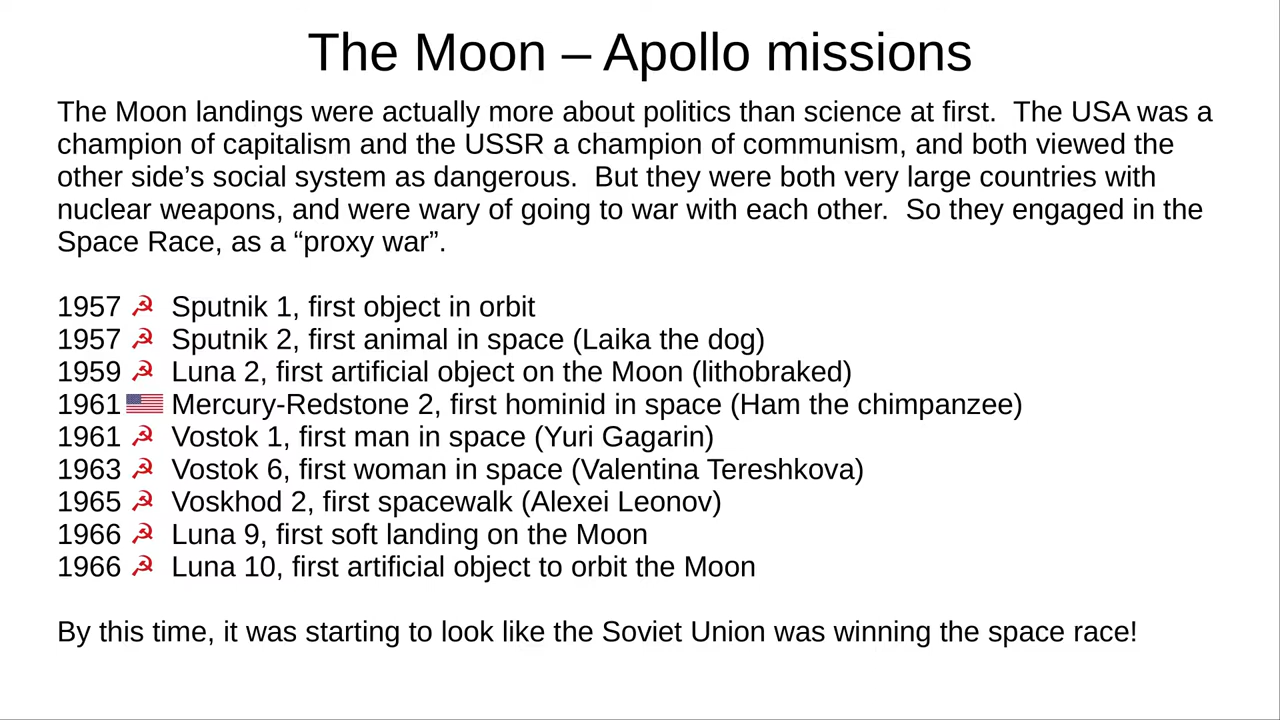 The Moon – Apollo missions
The Moon landings were actually more about politics than science at first.  The USA was a
champion of capitalism and the USSR a champion of communism, and both viewed the
other side’s social system as dangerous.  But they were both very large countries with
nuclear weapons, and were wary of going to war with each other.  So they engaged in the
Space Race, as a “proxy war”.
1957 ☭ Sputnik 1, first object in orbit
1957 ☭ Sputnik 2, first animal in space (Laika the dog)
1959 ☭ Luna 2, first artificial object on the Moon (lithobraked)
1961 Mercury-Redstone 2, first hominid in space (Ham the chimpanzee)
1961 ☭ Vostok 1, first man in space (Yuri Gagarin)
1963 ☭ Vostok 6, first woman in space (Valentina Tereshkova)
1965 ☭ Voskhod 2, first spacewalk (Alexei Leonov)
1966 ☭ Luna 9, first soft landing on the Moon
1966 ☭ Luna 10, first artificial object to orbit the Moon
By this time, it was starting to look like the Soviet Union was winning the space race!